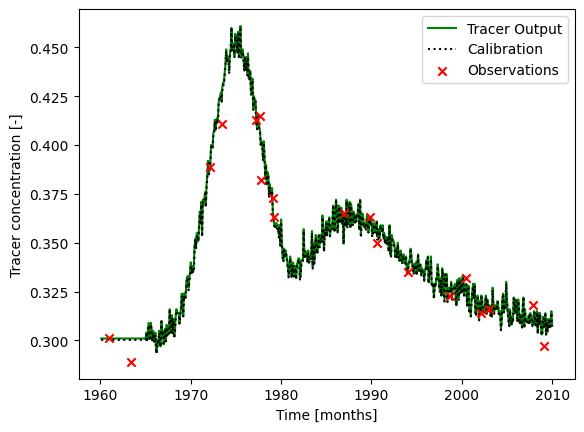 Tracer Output
Calibration
Observations
Tracer concentration [-]
0.450
0.425
0.400
0.375
0.350
0.325
0.300
1960 1970 1980 1990 2000 2010
Time [months]